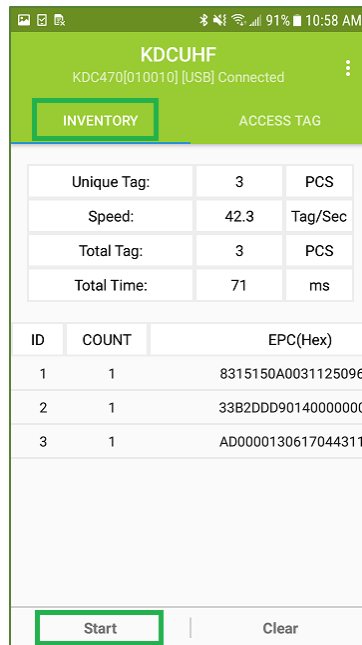 91% 10:58 AM
KDCUHF
KDC470[010010] [USB] Connected
INVENTORY ACCESS TAG
Unique Tag: 3 PCS
Speed: 42.3 Tag/Sec
Total Tag: 3 PCS
Total Time: 71 ms
ID COUNT EPC(Hex)
1 1 8315150A0031125096
2 1 33B2DDD9014000000
3 1 AD0000130617044311
Start Clear